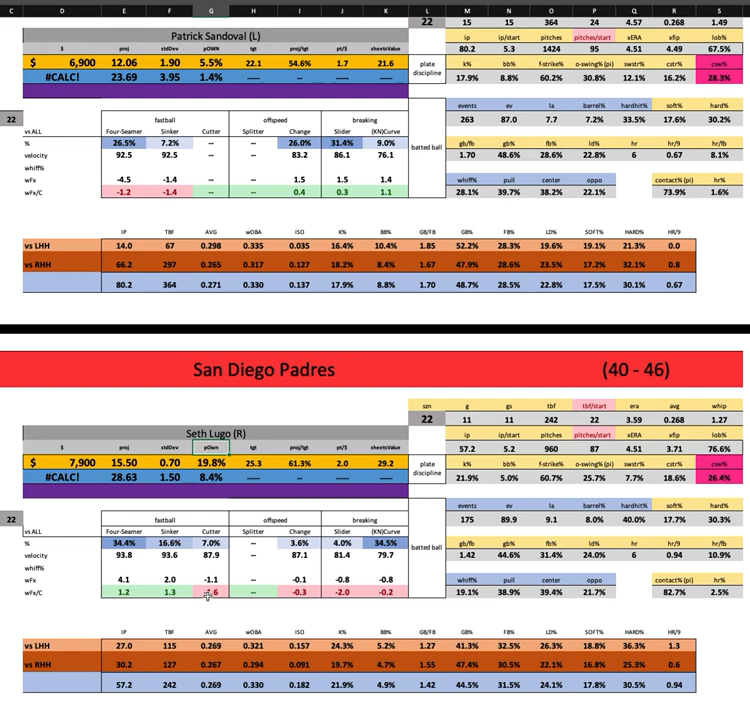 C D E F G H I J K L M N O P Q R S
22 15 15 364 24 4.57 0.268 1.49
Patrick Sandoval (L) ip ip/start pitches pitches/start xERA xfip lob%
$ proj stdDev pOWN tgt proj/tgt pt/$ sheetsValue 80.2 5.3 1424 95 4.51 4.49 67.5%
$ 6,900 12.06 1.90 5.5% 22.1 54.6% 1.7 21.6 plate discipline k% bb% f-strike% o-swing% (pi) swstr% cstr% csw%
#CALC! 23.69 3.95 1.4% ----- -- ----- ----- 17.9% 8.8% 60.2% 30.8% 12.1% 16.2% 28.3%
events ev la barrel% hardhit% soft% hard%
22 fastball offspeed breaking batted ball 263 87.0 7.7 7.2% 33.5% 17.6% 30.2%
vs ALL Four-Seamer Sinker Cutter Splitter Change Slider (KN)Curve
% 26.5% 7.2% -- -- 26.0% 31.4% 9.0% gb/fb gb% fb% ld% hr hr/9 hr/fb
velocity 92.5 92.5 -- -- 83.2 86.1 76.1 1.70 48.6% 28.6% 22.8% 6 0.67 8.1%
whiff%
wFx -4.5 -1.4 -- -- 1.5 1.5 1.4 whiff% pull center oppo contact% (pi) hr%
wFx/C -1.2 -1.4 -- -- 0.4 0.3 1.1 28.1% 39.7% 38.2% 22.1% 73.9% 1.6%
IP TBF AVG wOBA ISO K% BB% GB/FB GB% FB% LD% SOFT% HARD% HR/9
vs LHH 14.0 67 0.298 0.335 0.035 16.4% 10.4% 1.85 52.2% 28.3% 19.6% 19.1% 21.3% 0.0
vs RHH 66.2 297 0.265 0.317 0.127 18.2% 8.4% 1.67 47.9% 28.6% 23.5% 17.2% 32.1% 0.8
80.2 364 0.271 0.330 0.137 17.9% 8.8% 1.70 48.7% 28.5% 22.8% 17.5% 30.1% 0.67
San Diego Padres (40 - 46)
szn g gs tbf tbf/start era avg whip
22 11 11 242 22 3.59 0.268 1.27
Seth Lugo (R) ip ip/start pitches pitches/start xERA xfip lob%
$ proj stdDev pOwn tgt proj/tgt pt/$ sheetsValue 57.2 5.2 960 87 4.51 3.71 76.6%
$ 7,900 15.50 0.70 19.8% 25.3 61.3% 2.0 29.2 plate discipline k% bb% f-strike% o-swing% (pi) swstr% cstr% csw%
#CALC! 28.63 1.50 8.4% ----- -- ----- ----- 21.9% 5.0% 60.7% 25.7% 7.7% 18.6% 26.4%
events ev la barrel% hardhit% soft% hard%
22 fastball offspeed breaking batted ball 175 89.9 9.1 8.0% 40.0% 17.7% 30.3%
vs ALL Four-Seamer Sinker Cutter Splitter Change Slider (KN)Curve
% 34.4% 16.6% 7.0% -- 3.6% 4.0% 34.5% gb/fb gb% fb% ld% hr hr/9 hr/fb
velocity 93.8 93.6 87.9 -- 87.1 81.4 79.7 1.42 44.6% 31.4% 24.0% 6 0.94 10.9%
whiff%
wFx 4.1 2.0 -1.1 -- -0.1 -0.8 -0.8 whiff% pull center oppo contact% (pi) hr%
wFx/C 1.2 1.3 -- -0.3 -2.0 -0.2 19.1% 38.9% 39.4% 21.7% 82.7% 2.5%
IP TBF AVG wOBA ISO K% BB% GB/FB GB% FB% LD% SOFT% HARD% HR/9
vs LHH 27.0 115 0.269 0.321 0.157 24.3% 5.2% 1.27 41.3% 32.5% 26.3% 18.8% 36.3% 1.3
vs RHH 30.2 127 0.267 0.294 0.091 19.7% 4.7% 1.55 47.4% 30.5% 22.1% 16.8% 25.3% 0.6
57.2 242 0.269 0.330 0.182 21.9% 4.9% 1.42 44.5% 31.5% 24.1% 17.8% 30.5% 0.94